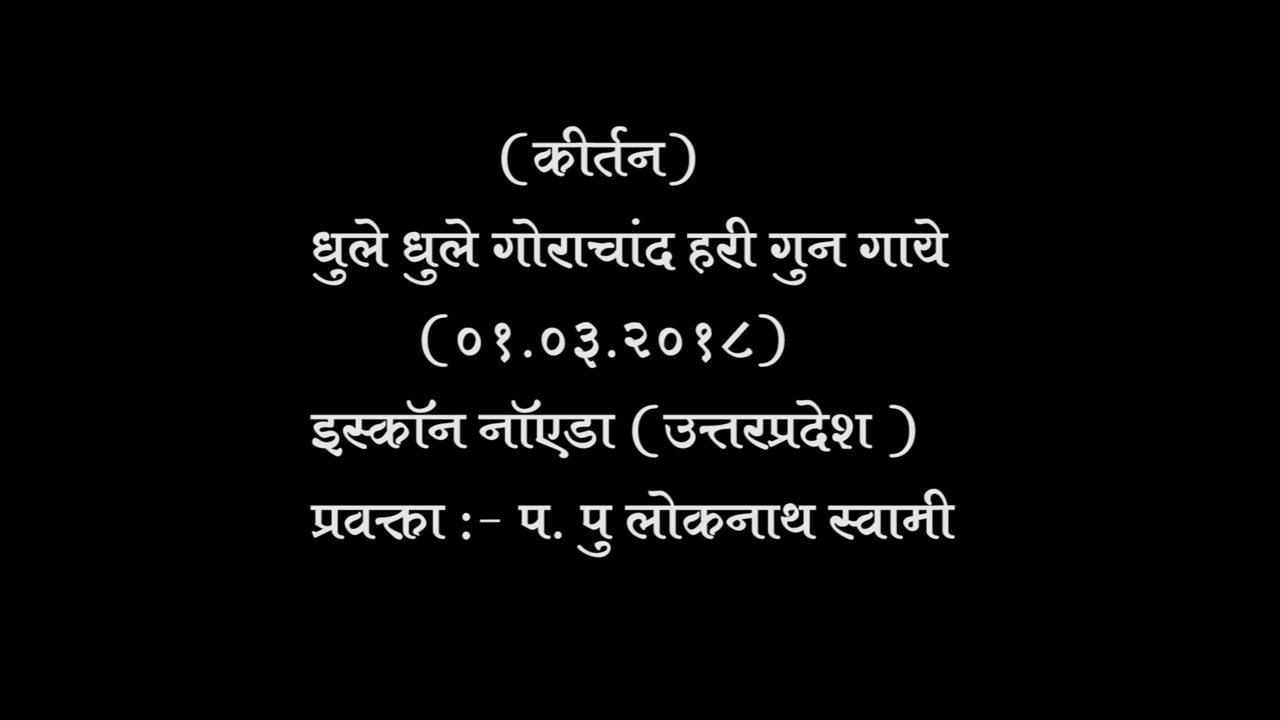 (कीर्तन)
धुले धुले गोराचांद हरी गुन गाये
(०१.०३.२०१८)
इस्कॉन नॉएडा (उत्तरप्रदेश )
प्रवक्ता :- प. पु लोकनाथ स्वामी